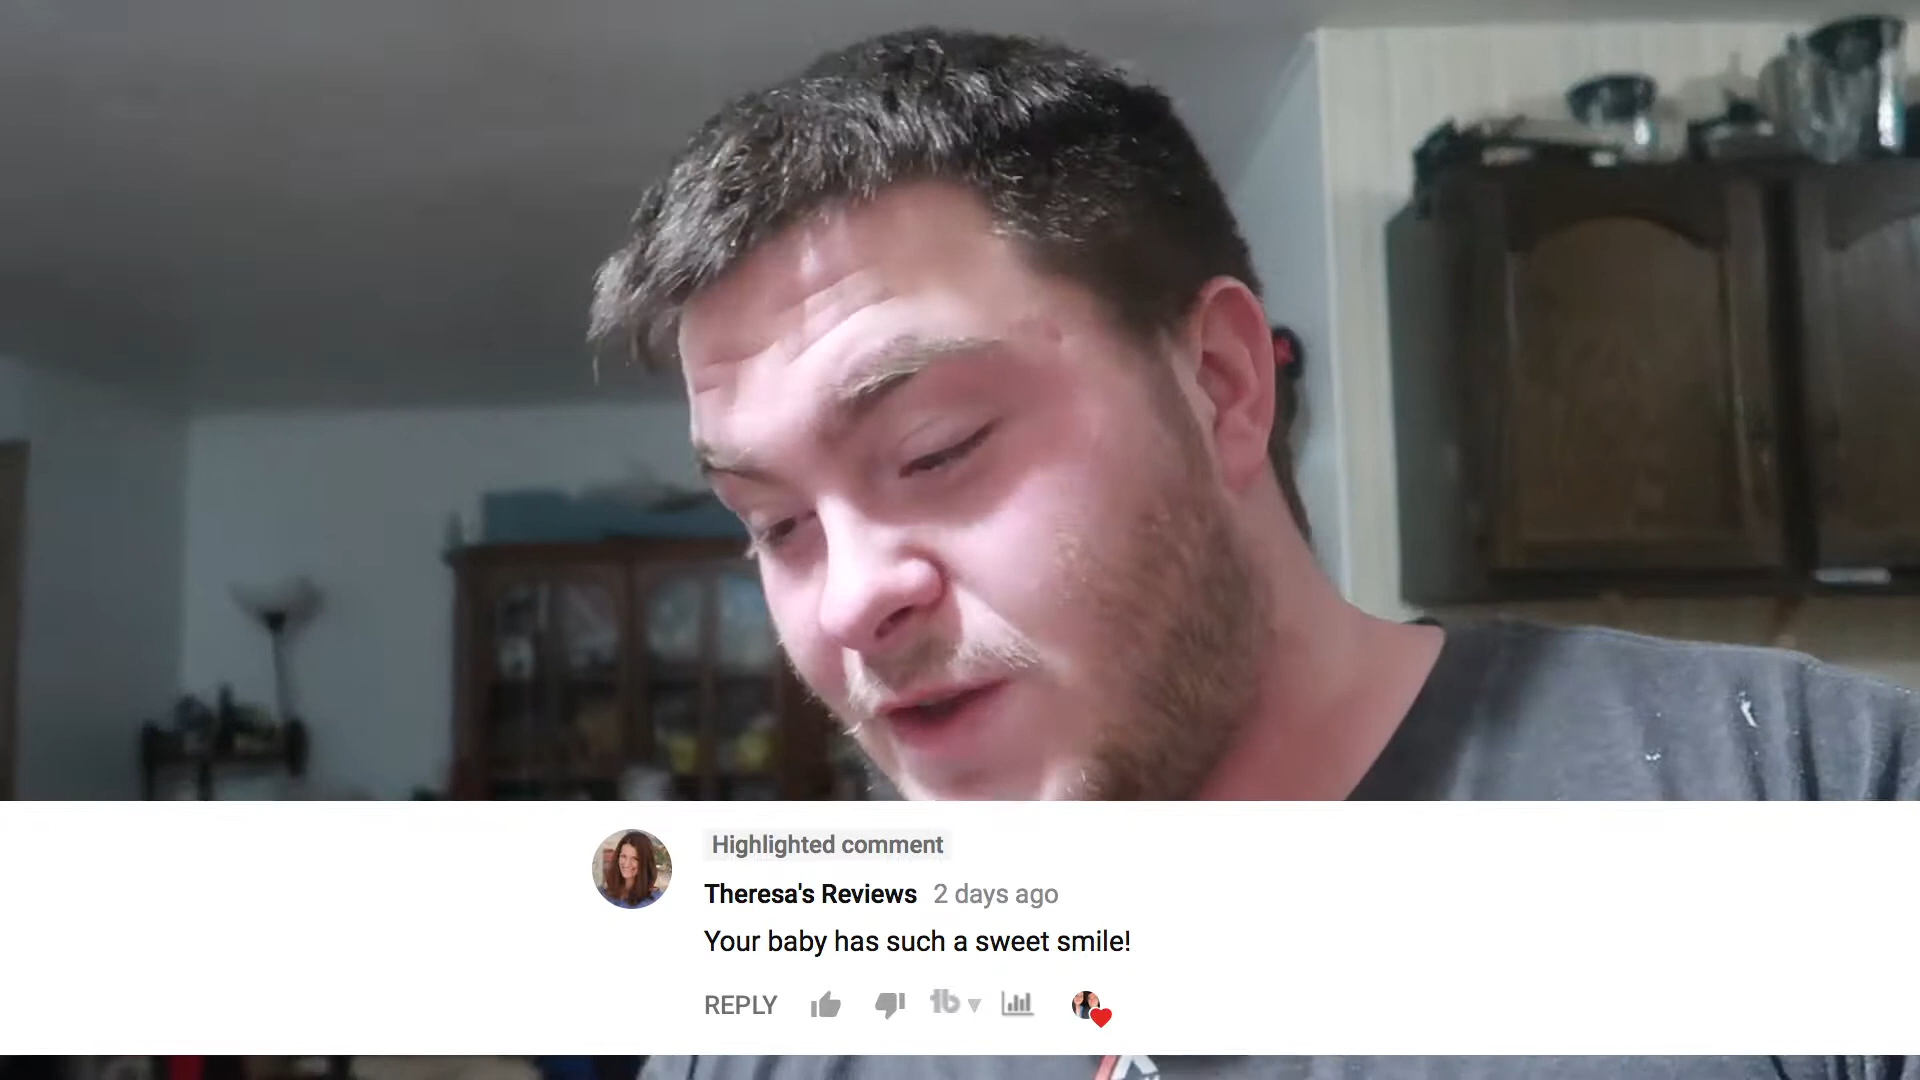 Highlighted comment
Theresa's Reviews 2 days ago
Your baby has such a sweet smile!
REPLY